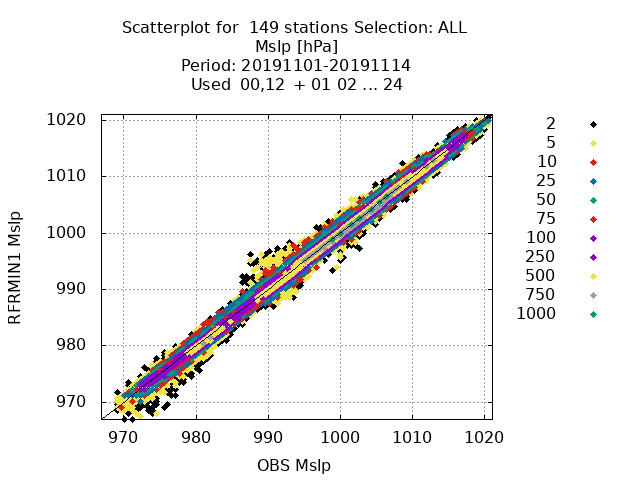 Scatterplot for  149 stations Selection: ALL
Mslp [hPa]
Period: 20191101-20191114
Used  00,12  + 01 02 ... 24
RFRMIN1 Mslp
1020
1010
1000
990
980
970
970 980 990 1000 1010 1020
OBS Mslp
2
5
10
25
50
75
100
250
500
750
1000